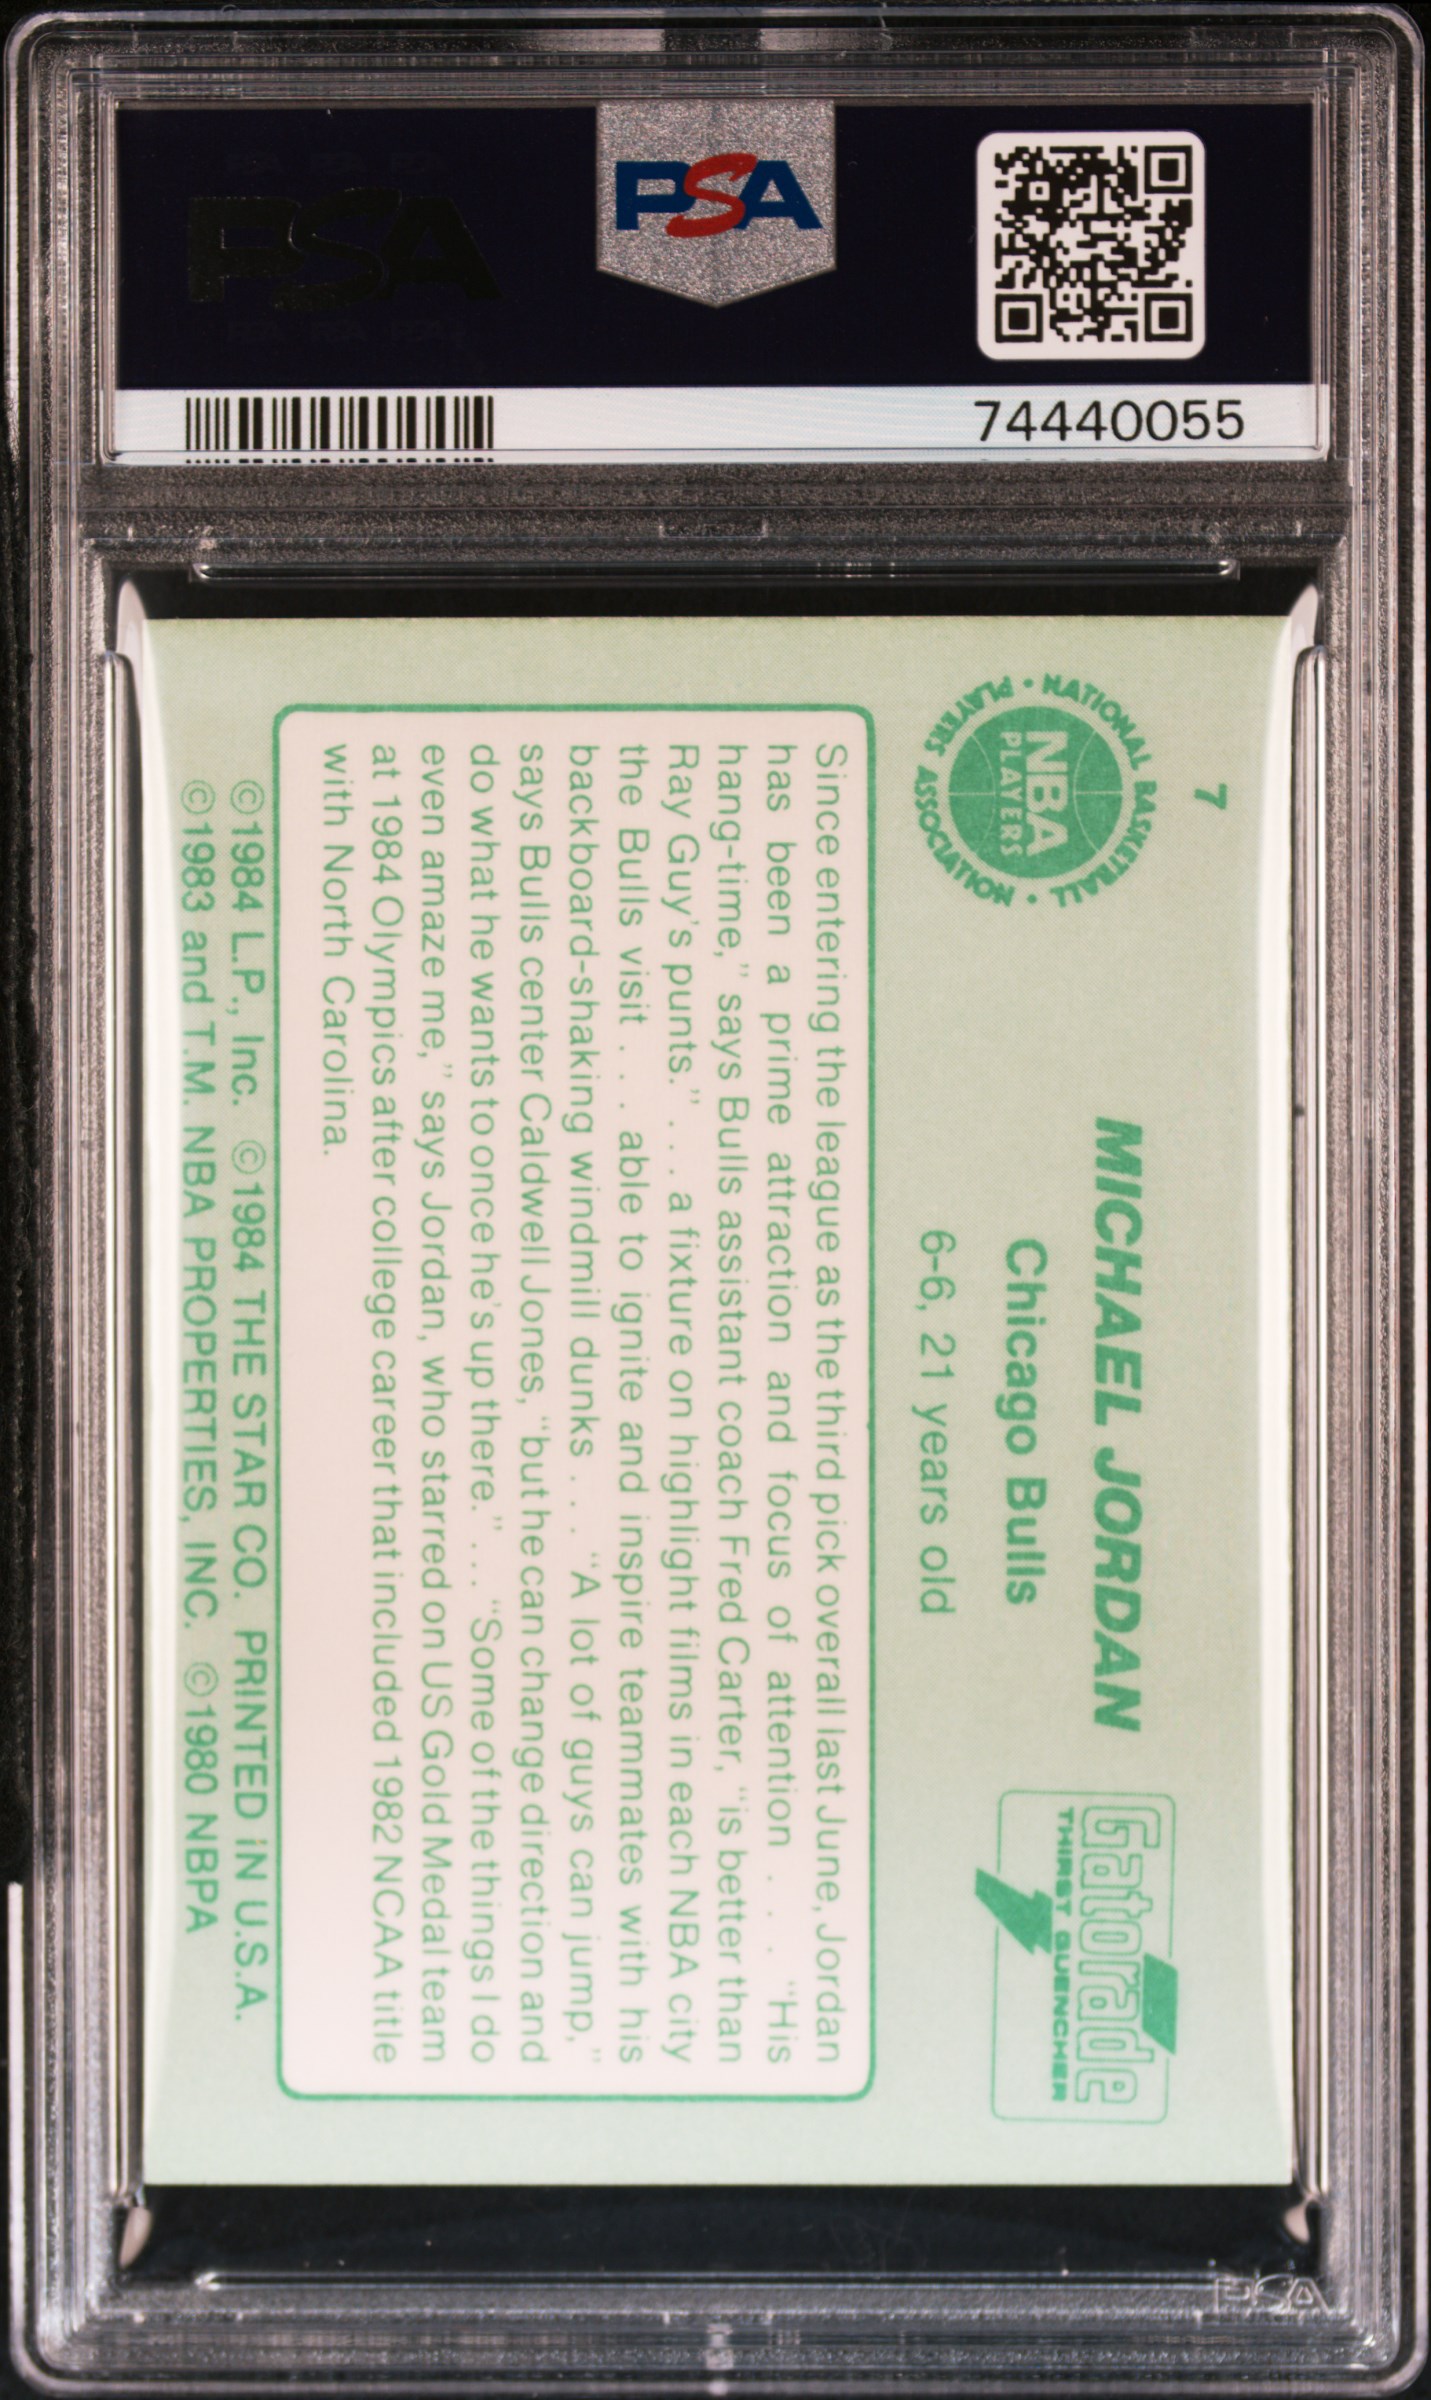 PSA
PSA
74440055
7
NATIONAL BASKETBALL PLAYERS ASSOCIATION
NBA
PLAYERS
MICHAEL JORDAN
Chicago Bulls
6-6, 21 years old
Gatorade
THIRST QUENCHER
Since entering the league as the third pick overall last June, Jordan
has been a prime attraction and focus of attention . . . "His
hang-time," says Bulls assistant coach Fred Carter, "is better than
Ray Guy's punts." . . . a fixture on highlight films in each NBA city
the Bulls visit . . . able to ignite and inspire teammates with his
backboard-shaking windmill dunks . . . "A lot of guys can jump,"
says Bulls center Caldwell Jones, "but he can change direction and
do what he wants to once he's up there." . . . "Some of the things I do
even amaze me," says Jordan, who starred on US Gold Medal team
at 1984 Olympics after college career that included 1982 NCAA title
with North Carolina.
©1984 L.P., Inc. ©1984 THE STAR CO. PRINTED IN U.S.A.
©1983 and T.M. NBA PROPERTIES, INC. ©1980 NBPA
PSA